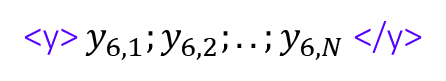 <y> y₆,₁; y₆,₂; . . ; y₆,N </y>